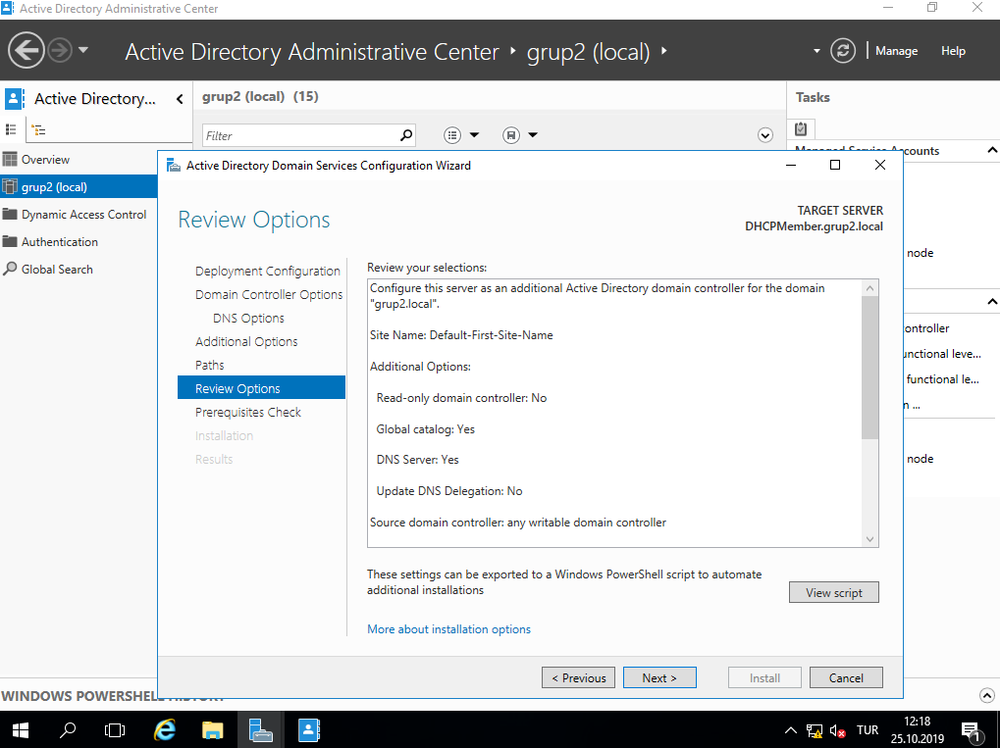 Active Directory Administrative Center
Active Directory Administrative Center • grup2 (local) •
Manage
Help
Active Directory...
grup2 (local) (15)
Tasks
Filter
Managed Service Accounts
Overview
grup2 (local)
Dynamic Access Control
Authentication
Global Search
Active Directory Domain Services Configuration Wizard
Review Options
TARGET SERVER
DHCPMember.grup2.local
Deployment Configuration
Domain Controller Options
DNS Options
Additional Options
Paths
Review Options
Prerequisites Check
Installation
Results
Review your selections:
Configure this server as an additional Active Directory domain controller for the domain
"grup2.local".
Site Name: Default-First-Site-Name
Additional Options:
Read-only domain controller: No
Global catalog: Yes
DNS Server: Yes
Update DNS Delegation: No
Source domain controller: any writable domain controller
These settings can be exported to a Windows PowerShell script to automate
additional installations
View script
More about installation options
< Previous
Next >
Install
Cancel
node
ontroller
unctional leve...
functional le...
n ...
node
WINDOWS POWERSHELL HISTORY
TUR
12:18
25.10.2019
1